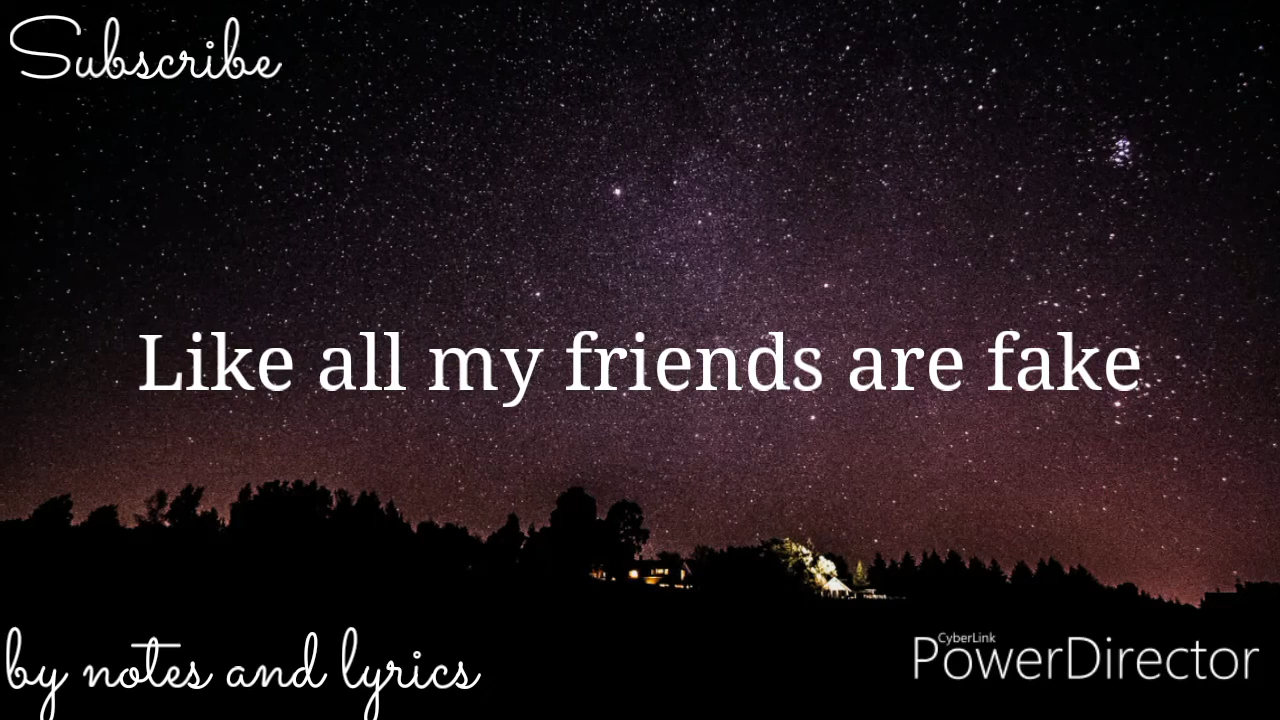 Subscribe
Like all my friends are fake
by notes and lyrics
CyberLink
PowerDirector